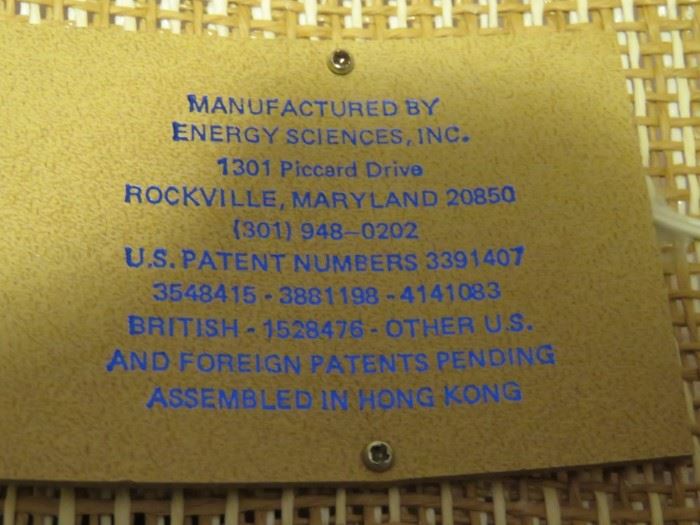 MANUFACTURED BY
ENERGY SCIENCES, INC.
1301 Piccard Drive
ROCKVILLE, MARYLAND 20850
(301) 948-0202
U.S. PATENT NUMBERS 3391407
3548415 - 3881198 - 4141083
BRITISH - 1528476 - OTHER U.S.
AND FOREIGN PATENTS PENDING
ASSEMBLED IN HONG KONG